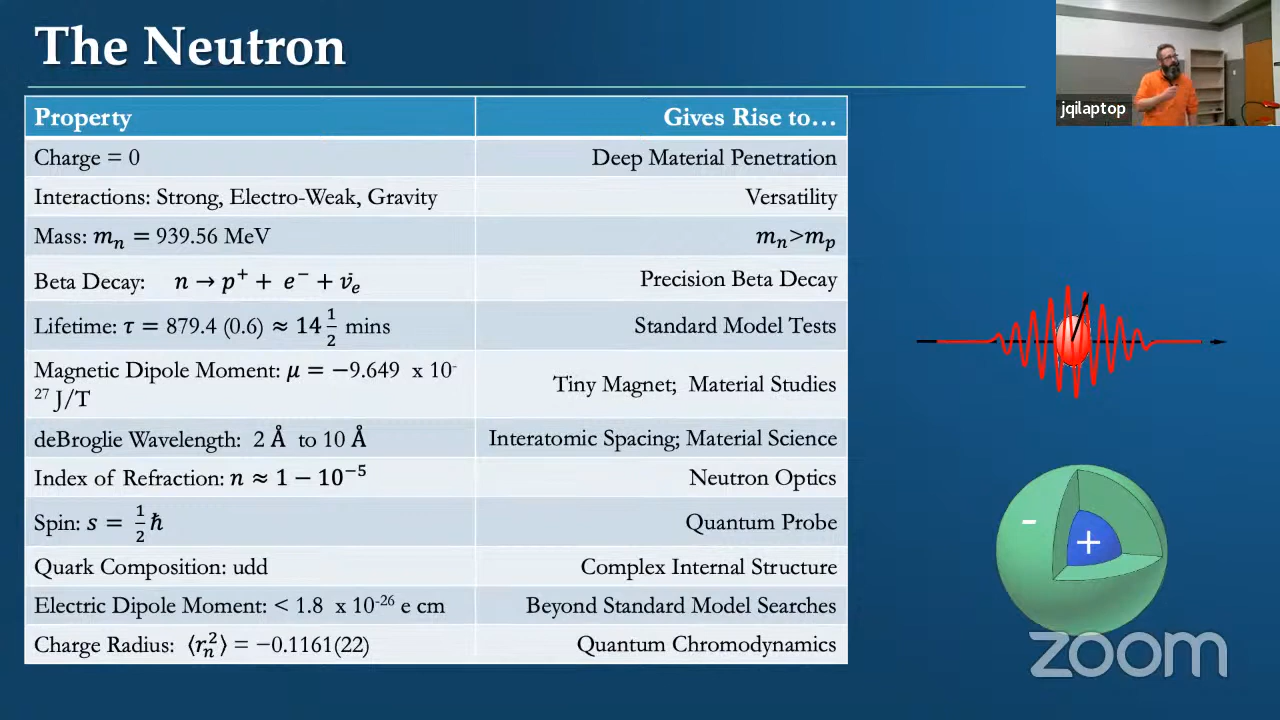 The Neutron
jqilaptop
Property Gives Rise to…
Charge = 0 Deep Material Penetration
Interactions: Strong, Electro-Weak, Gravity Versatility
Mass: mₙ = 939.56 MeV mₙ>mₚ
Beta Decay: n → p⁺ + e⁻ + ν̄ₑ Precision Beta Decay
Lifetime: τ = 879.4 (0.6) ≈ 14 1/2 mins Standard Model Tests
Magnetic Dipole Moment: μ = −9.649 x 10⁻
²⁷ J/T Tiny Magnet; Material Studies
deBroglie Wavelength: 2 Å to 10 Å Interatomic Spacing; Material Science
Index of Refraction: n ≈ 1 − 10⁻⁵ Neutron Optics
Spin: s = 1/2 ħ Quantum Probe
Quark Composition: udd Complex Internal Structure
Electric Dipole Moment: < 1.8 x 10⁻²⁶ e cm Beyond Standard Model Searches
Charge Radius: ⟨rₙ²⟩ = −0.1161(22) Quantum Chromodynamics
-
+
zoom